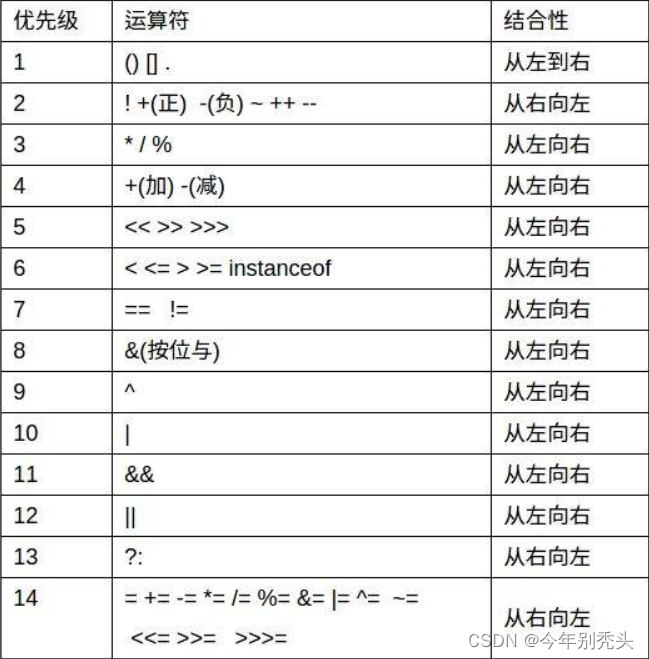 优先级 运算符 结合性
1 () [] . 从左到右
2 ! +(正) -(负) ~ ++ -- 从右向左
3 * / % 从左向右
4 +(加) -(减) 从左向右
5 << >> >>> 从左向右
6 < <= > >= instanceof 从左向右
7 == != 从左向右
8 &(按位与) 从左向右
9 ^ 从左向右
10 | 从左向右
11 && 从左向右
12 || 从左向右
13 ?: 从右向左
14 = += -= *= /= %= &= |= ^= ~=
<<= >>= >>>= 从右向左
CSDN @今年别秃头